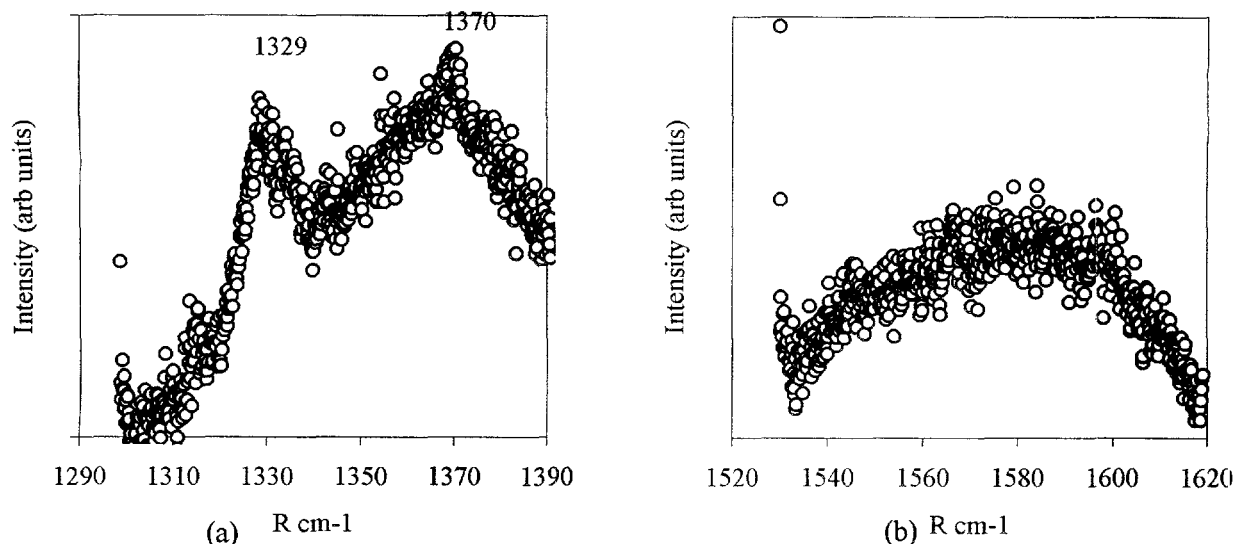 1370
1329
Intensity (arb units)
1290 1310 1330 1350 1370 1390
(a) R cm-1
Intensity (arb units)
1520 1540 1560 1580 1600 1620
(b) R cm-1